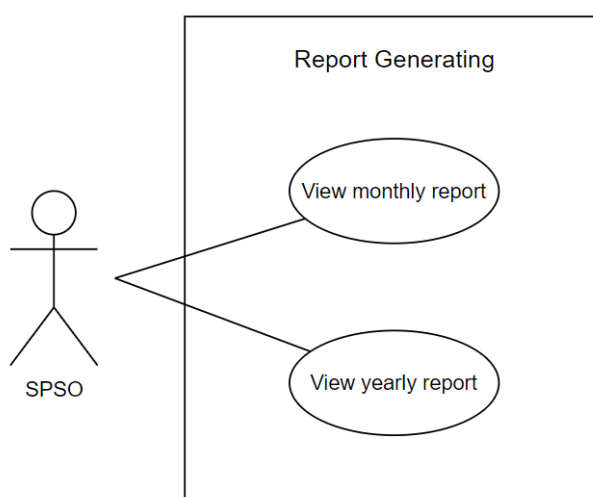 Report Generating
View monthly report
SPSO
View yearly report